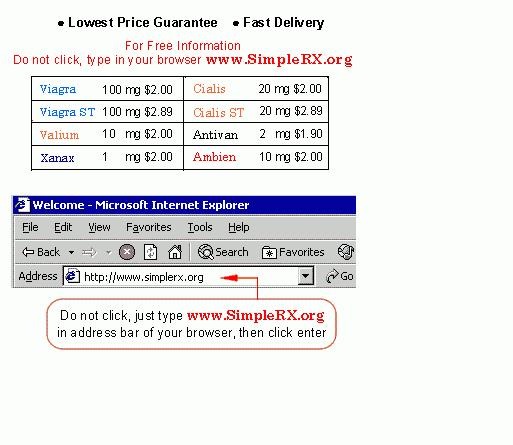 ● Lowest Price Guarantee ● Fast Delivery
For Free Information
Do not click, type in your browser www.SimpleRX.org
Viagra 100 mg $2.00 Cialis 20 mg $2.00
Viagra ST 100 mg $2.89 Cialis ST 20 mg $2.89
Valium 10 mg $2.00 Antivan 2 mg $1.90
Xanax 1 mg $2.00 Ambien 10 mg $2.00
Welcome - Microsoft Internet Explorer
File Edit View Favorites Tools Help
Back Search Favorites
Address http://www.simplerx.org Go
Do not click, just type www.SimpleRX.org
in address bar of your browser, then click enter